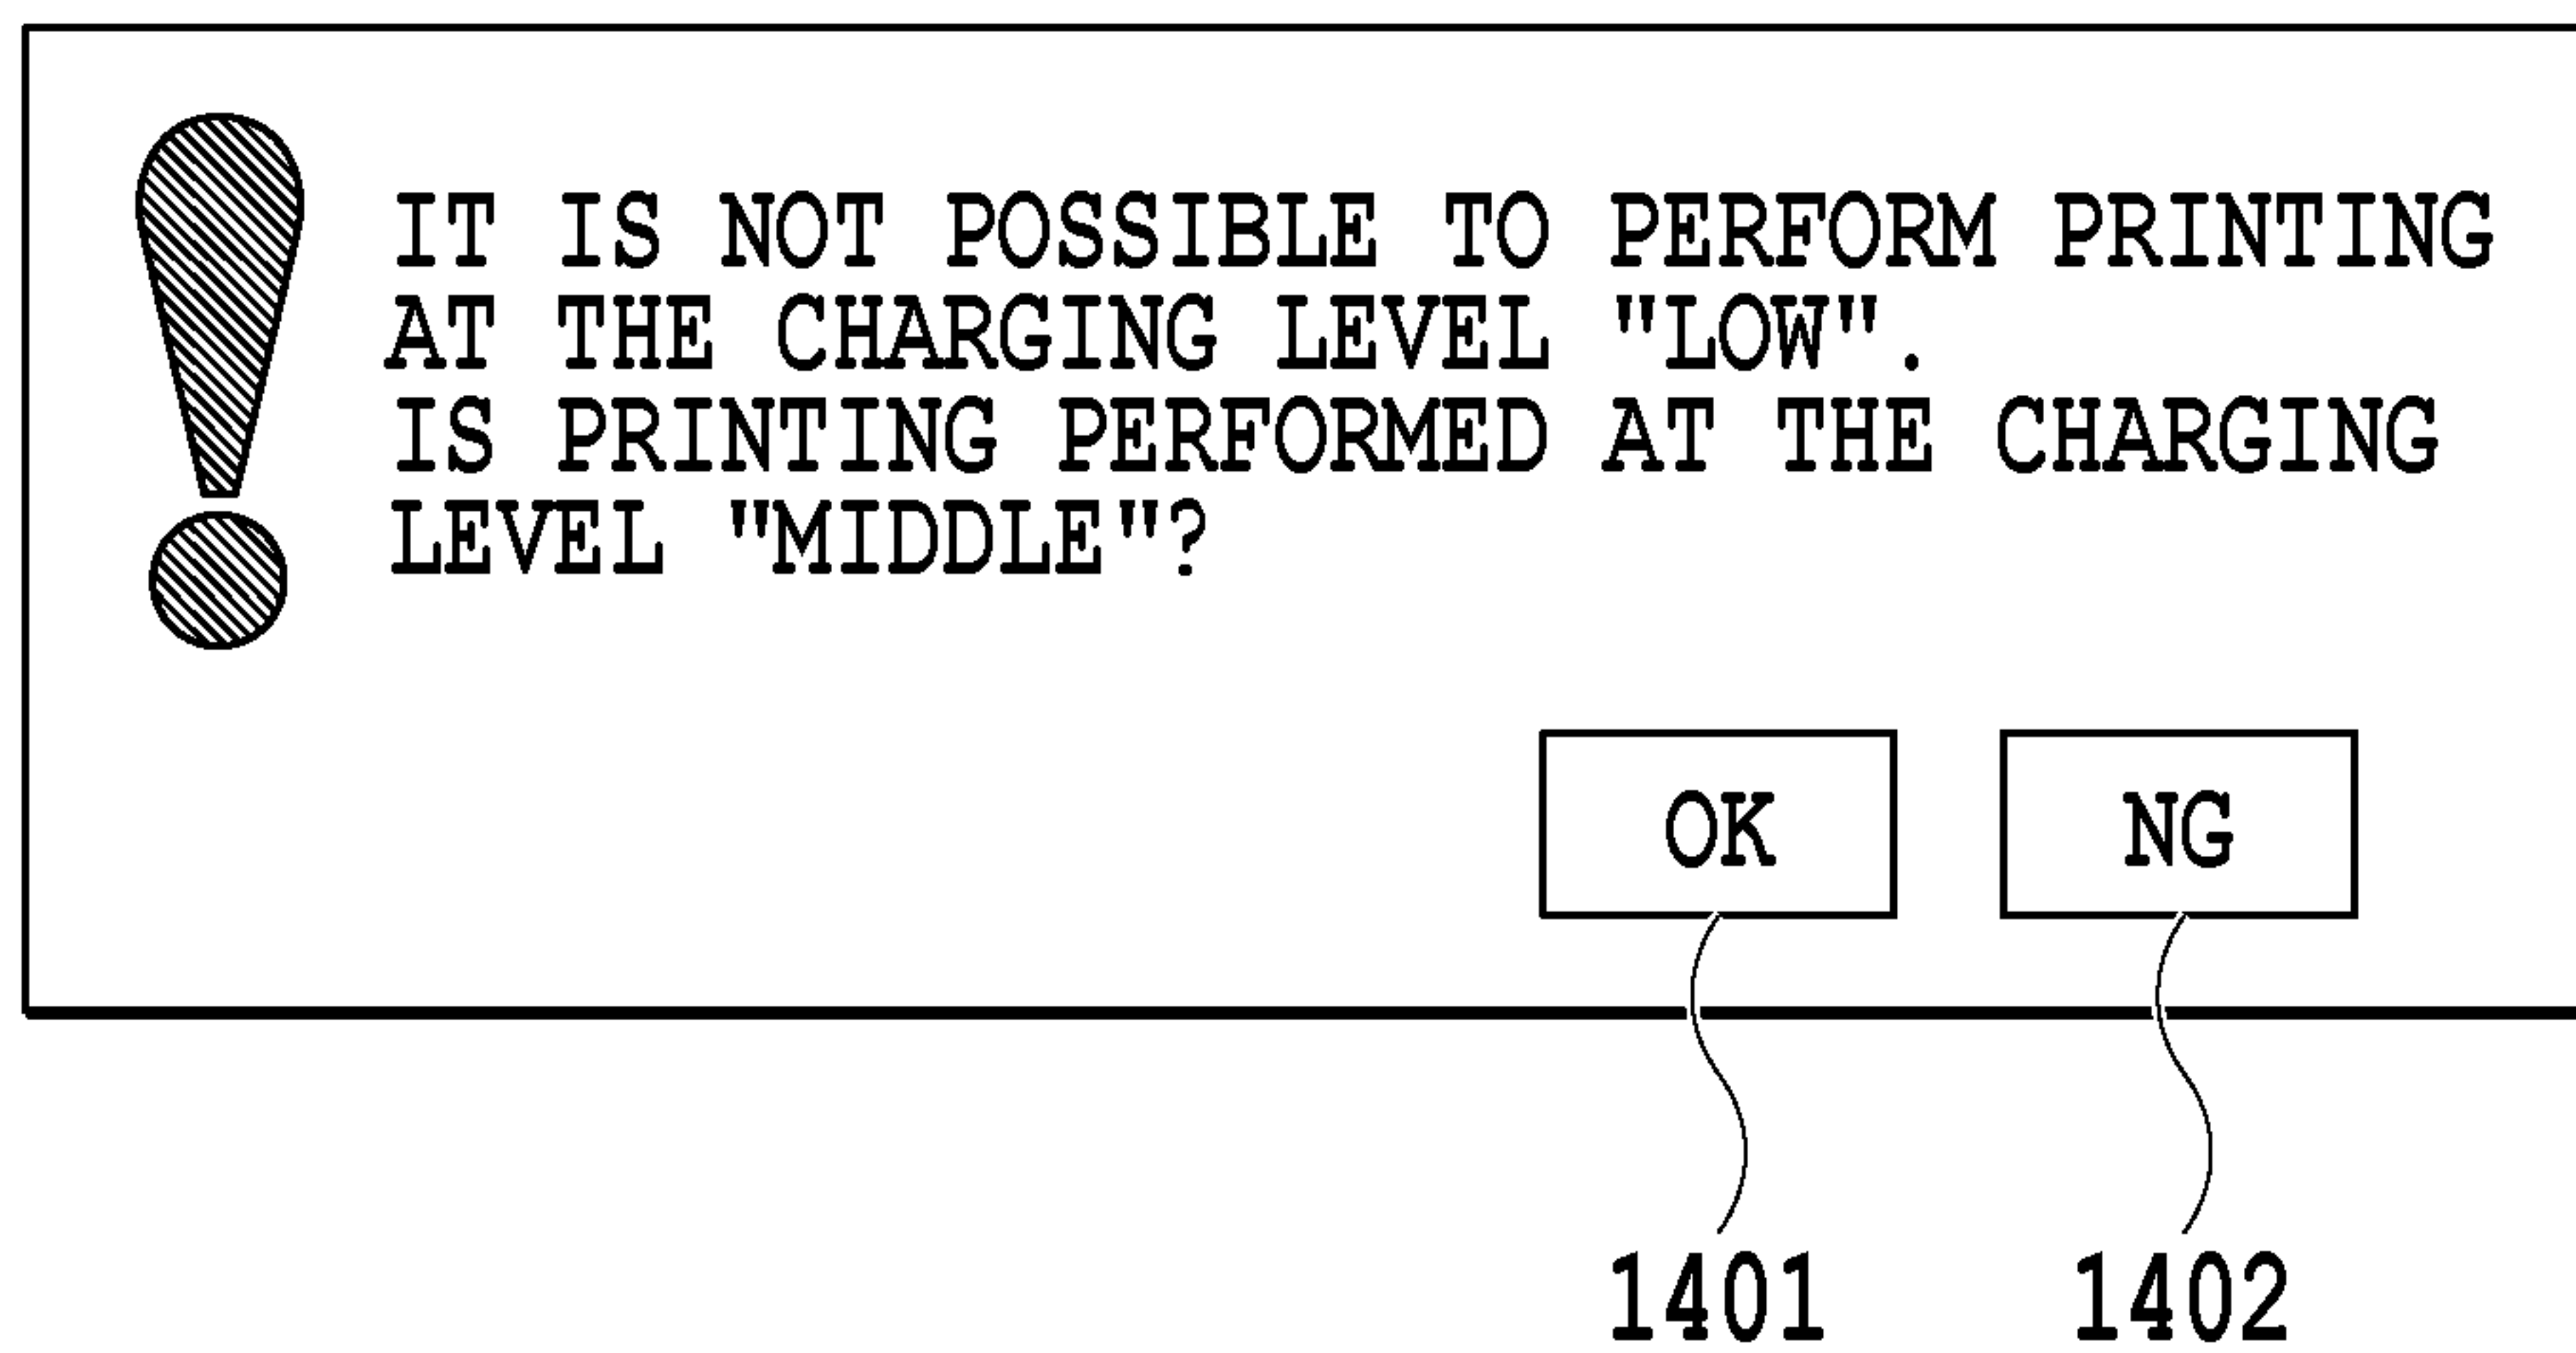 IT IS NOT POSSIBLE TO PERFORM PRINTING
AT THE CHARGING LEVEL "LOW".
IS PRINTING PERFORMED AT THE CHARGING
LEVEL "MIDDLE"?
OK NG
1401 1402